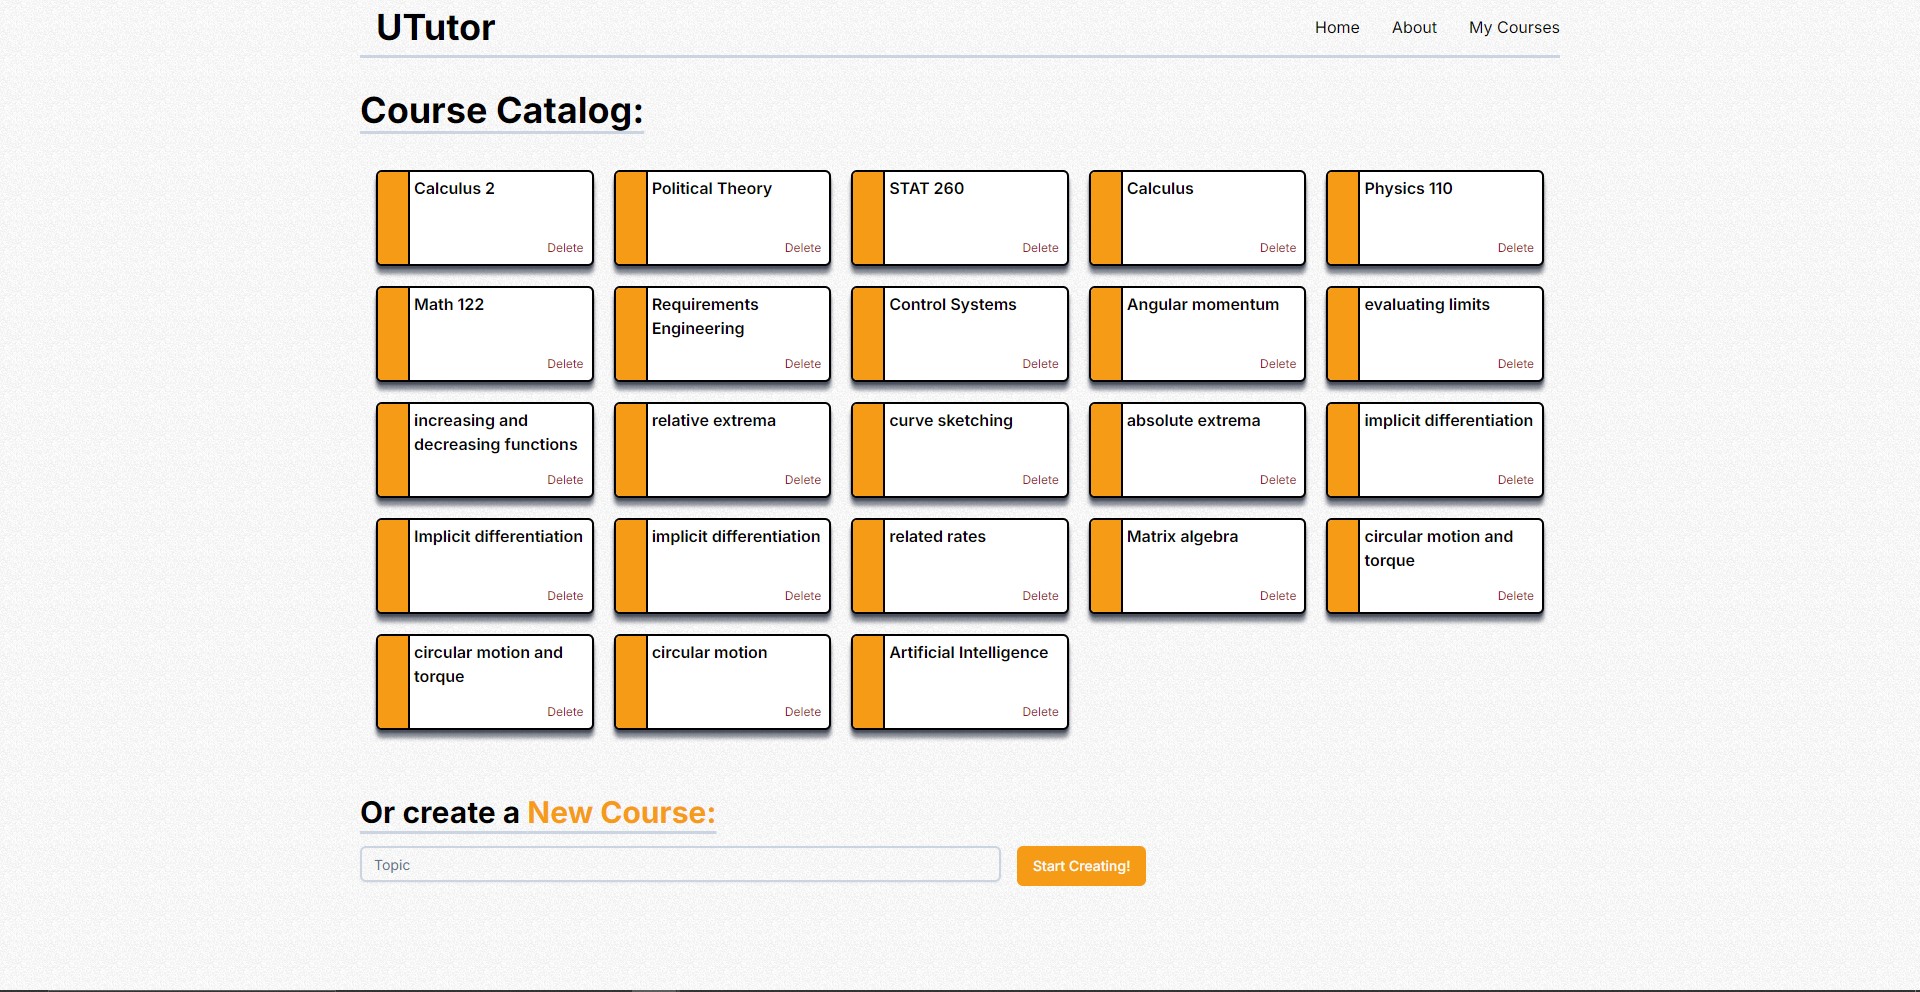 UTutor
Home About My Courses
Course Catalog:
Calculus 2
Delete
Political Theory
Delete
STAT 260
Delete
Calculus
Delete
Physics 110
Delete
Math 122
Delete
Requirements
Engineering
Delete
Control Systems
Delete
Angular momentum
Delete
evaluating limits
Delete
increasing and
decreasing functions
Delete
relative extrema
Delete
curve sketching
Delete
absolute extrema
Delete
implicit differentiation
Delete
Implicit differentiation
Delete
implicit differentiation
Delete
related rates
Delete
Matrix algebra
Delete
circular motion and
torque
Delete
circular motion and
torque
Delete
circular motion
Delete
Artificial Intelligence
Delete
Or create a New Course:
Topic
Start Creating!